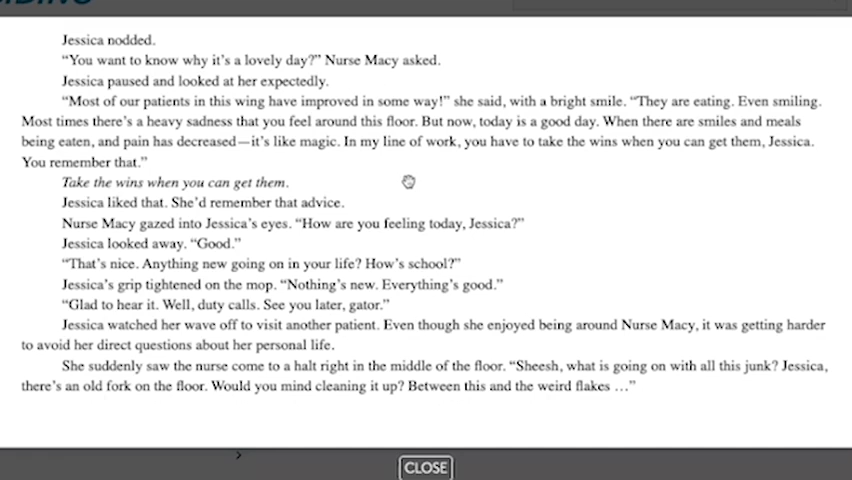 Jessica nodded.
“You want to know why it’s a lovely day?” Nurse Macy asked.
Jessica paused and looked at her expectedly.
“Most of our patients in this wing have improved in some way!” she said, with a bright smile. “They are eating. Even smiling.
Most times there’s a heavy sadness that you feel around this floor. But now, today is a good day. When there are smiles and meals
being eaten, and pain has decreased—it’s like magic. In my line of work, you have to take the wins when you can get them, Jessica.
You remember that.”
Take the wins when you can get them.
Jessica liked that. She’d remember that advice.
Nurse Macy gazed into Jessica’s eyes. “How are you feeling today, Jessica?”
Jessica looked away. “Good.”
“That’s nice. Anything new going on in your life? How’s school?”
Jessica’s grip tightened on the mop. “Nothing’s new. Everything’s good.”
“Glad to hear it. Well, duty calls. See you later, gator.”
Jessica watched her wave off to visit another patient. Even though she enjoyed being around Nurse Macy, it was getting harder
to avoid her direct questions about her personal life.
She suddenly saw the nurse come to a halt right in the middle of the floor. “Sheesh, what is going on with all this junk? Jessica,
there’s an old fork on the floor. Would you mind cleaning it up? Between this and the weird flakes …”
CLOSE